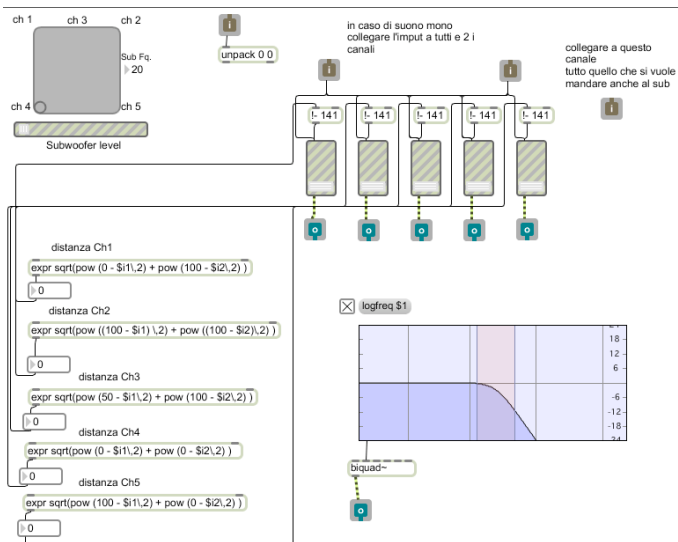 ch 1
ch 3
ch 2
Sub Fq.
20
ch 4
ch 5
Subwoofer level
i
unpack 0 0
in caso di suono mono
collegare l'imput a tutti e 2 i
canali
i
i
collegare a questo
canale
tutto quello che si vuole
mandare anche al sub
i
!- 141
!- 141
!- 141
!- 141
!- 141
o
o
o
o
o
distanza Ch1
expr sqrt(pow (0 - $i1\,2) + pow (100 - $i2\,2) )
0
distanza Ch2
expr sqrt(pow ((100 - $i1) \,2) + pow ((100 - $i2)\,2) )
0
distanza Ch3
expr sqrt(pow (50 - $i1\,2) + pow (100 - $i2\,2) )
0
distanza Ch4
expr sqrt(pow (0 - $i1\,2) + pow (0 - $i2\,2) )
0
distanza Ch5
expr sqrt(pow (100 - $i1\,2) + pow (0 - $i2\,2) )
0
logfreq $1
18
12
6
-6
-12
-18
biquad~
o